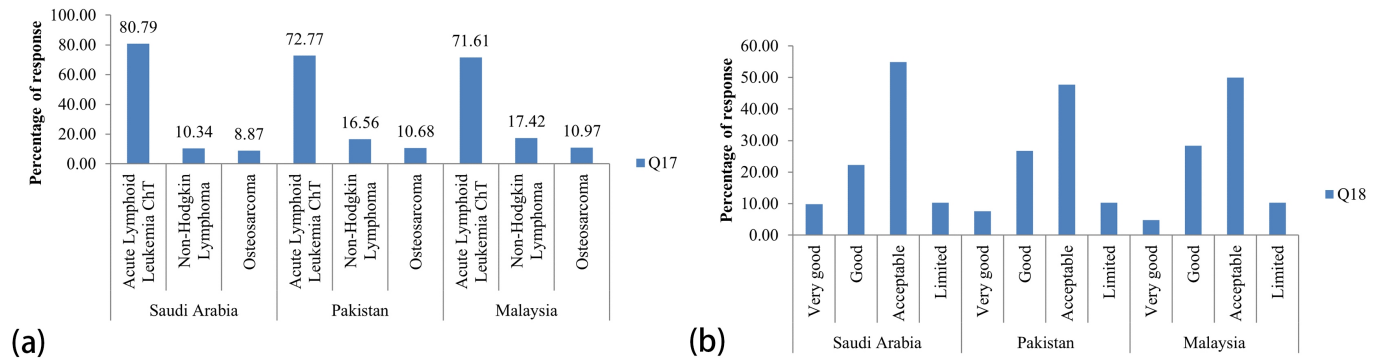 Percentage of response
100.00
80.00
60.00
40.00
20.00
0.00
80.79
10.34
8.87
72.77
16.56
10.68
71.61
17.42
10.97
Acute Lymphoid
Leukemia ChT
Non-Hodgkin
Lymphoma
Osteosarcoma
Acute Lymphoid
Leukemia ChT
Non-Hodgkin
Lymphoma
Osteosarcoma
Acute Lymphoid
Leukemia ChT
Non-Hodgkin
Lymphoma
Osteosarcoma
Saudi Arabia
Pakistan
Malaysia
Q17
(a)
Percentage of response
60.00
50.00
40.00
30.00
20.00
10.00
0.00
Very good
Good
Acceptable
Limited
Very good
Good
Acceptable
Limited
Very good
Good
Acceptable
Limited
Saudi Arabia
Pakistan
Malaysia
Q18
(b)